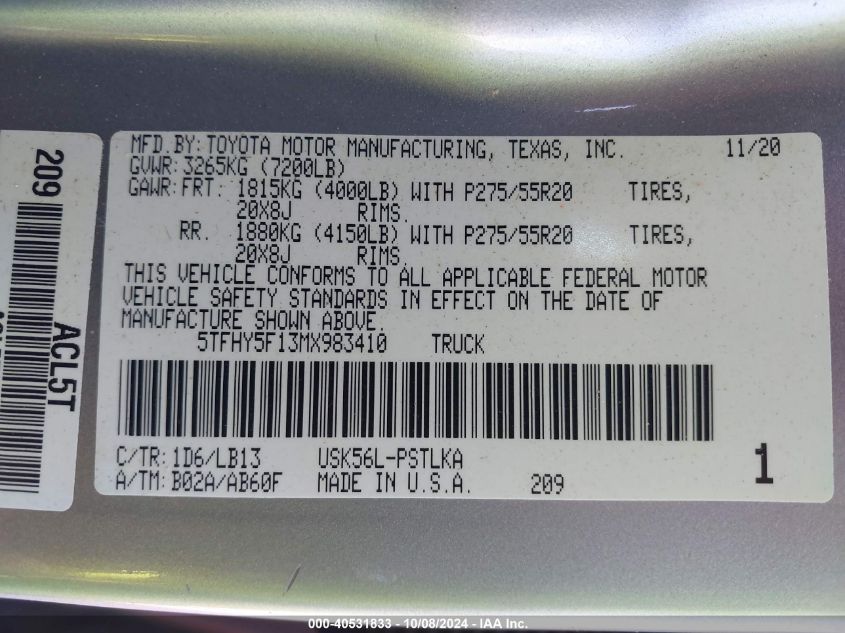 MFD.BY:TOYOTA MOTOR MANUFACTURING, TEXAS, INC. 11/20
GVWR:3265KG (7200LB)
GAWR:FRT. 1815KG (4000LB) WITH P275/55R20 TIRES,
20X8J RIMS.
RR. 1880KG (4150LB) WITH P275/55R20 TIRES,
20X8J RIMS.
THIS VEHICLE CONFORMS TO ALL APPLICABLE FEDERAL MOTOR
VEHICLE SAFETY STANDARDS IN EFFECT ON THE DATE OF
MANUFACTURE SHOWN ABOVE.
5TFHY5F13MX983410 TRUCK
C/TR:1D6/LB13 USK56L-PSTLKA
A/TM:B02A/AB60F MADE IN U.S.A. 209
1
209
ACL5T
000-40531833 - 10/08/2024 - IAA Inc.